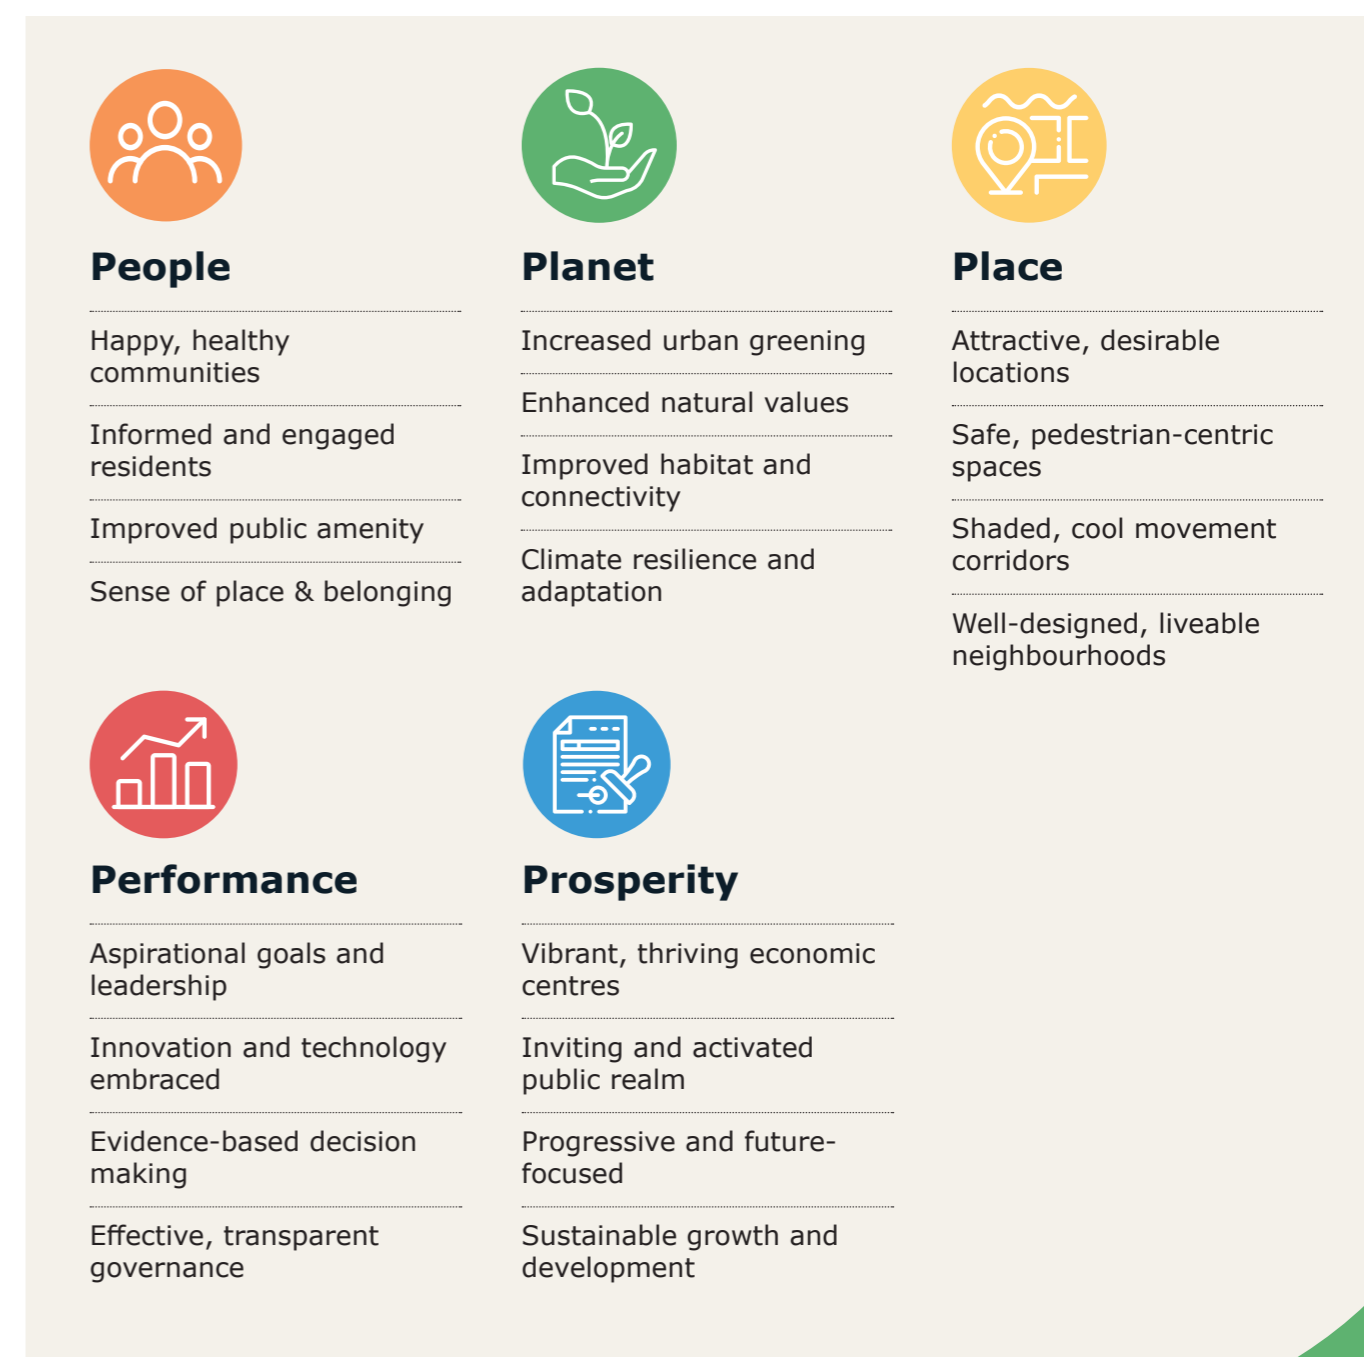 People
Happy, healthy
communities
Informed and engaged
residents
Improved public amenity
Sense of place & belonging
Planet
Increased urban greening
Enhanced natural values
Improved habitat and
connectivity
Climate resilience and
adaptation
Place
Attractive, desirable
locations
Safe, pedestrian-centric
spaces
Shaded, cool movement
corridors
Well-designed, liveable
neighbourhoods
Performance
Aspirational goals and
leadership
Innovation and technology
embraced
Evidence-based decision
making
Effective, transparent
governance
Prosperity
Vibrant, thriving economic
centres
Inviting and activated
public realm
Progressive and future-
focused
Sustainable growth and
development